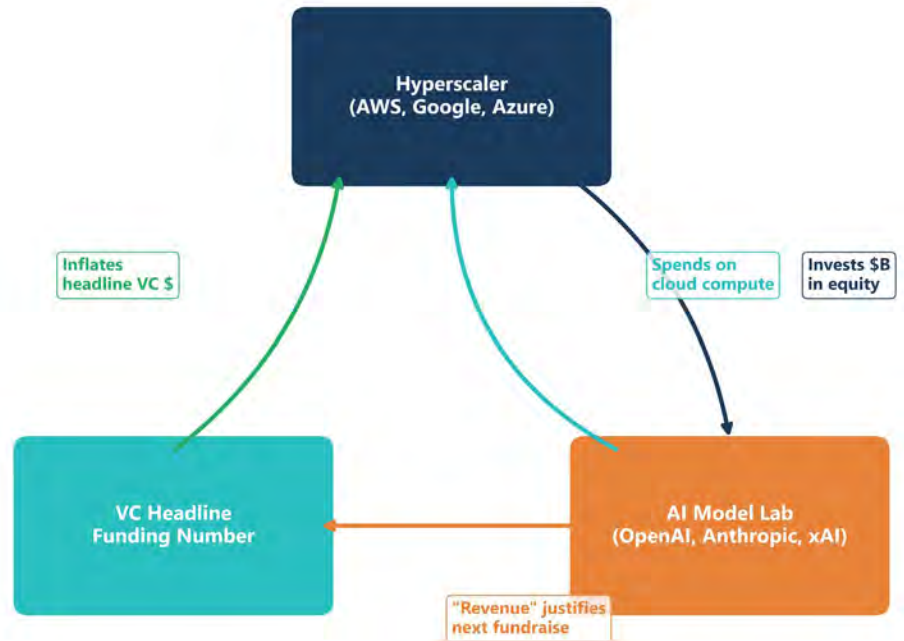 Hyperscaler
(AWS, Google, Azure)
Inflates
headline VC $
Spends on
cloud compute
Invests $B
in equity
VC Headline
Funding Number
AI Model Lab
(OpenAI, Anthropic, xAI)
"Revenue" justifies
next fundraise